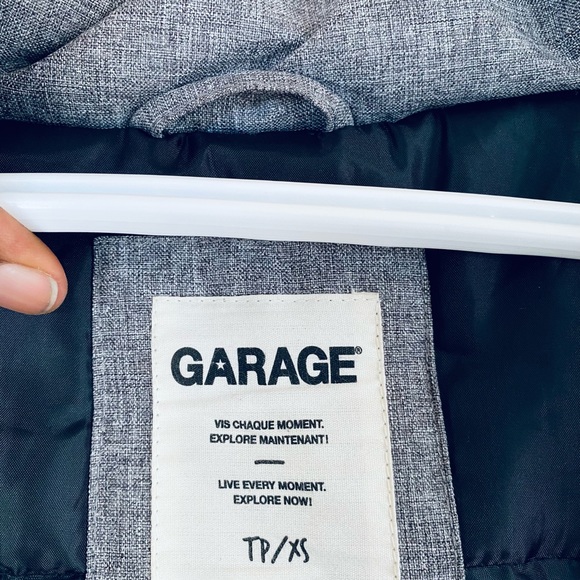 GARAGE®
VIS CHAQUE MOMENT.
EXPLORE MAINTENANT!
LIVE EVERY MOMENT.
EXPLORE NOW!
TP/XS